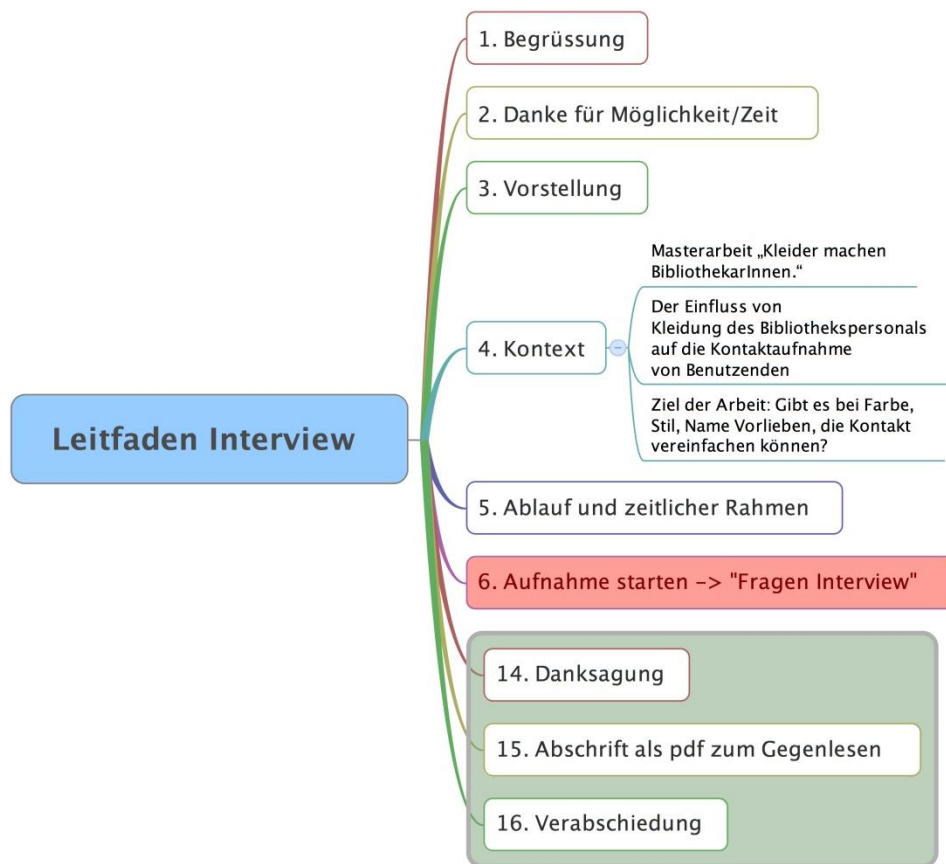 Leitfaden Interview
1. Begrüssung
2. Danke für Möglichkeit/Zeit
3. Vorstellung
4. Kontext
Masterarbeit „Kleider machen
BibliothekarInnen.“
Der Einfluss von
Kleidung des Bibliothekspersonals
auf die Kontaktaufnahme
von Benutzenden
Ziel der Arbeit: Gibt es bei Farbe,
Stil, Name Vorlieben, die Kontakt
vereinfachen können?
5. Ablauf und zeitlicher Rahmen
6. Aufnahme starten -> "Fragen Interview"
14. Danksagung
15. Abschrift als pdf zum Gegenlesen
16. Verabschiedung